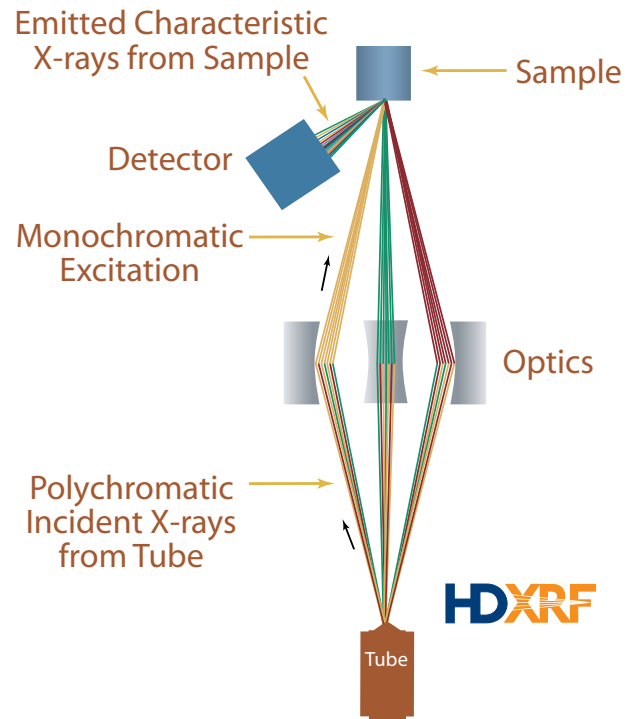 Emitted Characteristic
X-rays from Sample
Sample
Detector
Monochromatic
Excitation
Optics
Polychromatic
Incident X-rays
from Tube
HDXRF
Tube